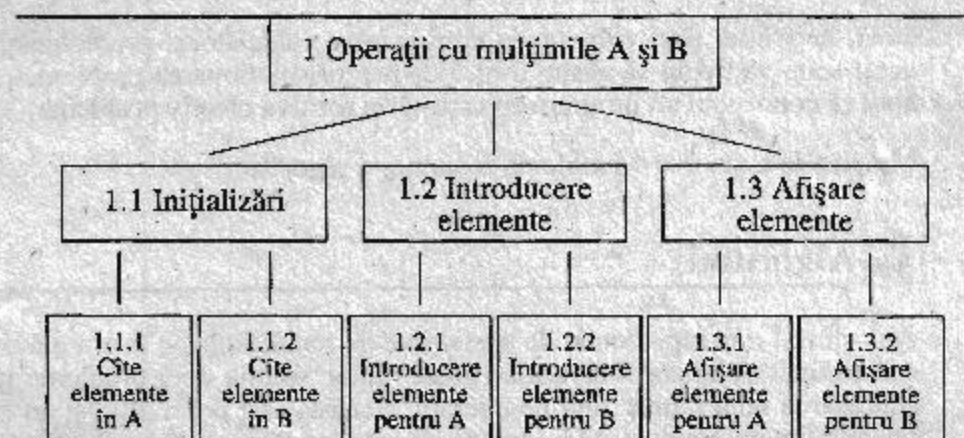 1 Operaţii cu mulţimile A şi B
1.1 Iniţializări
1.2 Introducere
elemente
1.3 Afişare
elemente
1.1.1
Cîte
elemente
în A
1.1.2
Cîte
elemente
în B
1.2.1
Introducere
elemente
pentru A
1.2.2
Introducere
elemente
pentru B
1.3.1
Afişare
elemente
pentru A
1.3.2
Afişare
elemente
pentru B